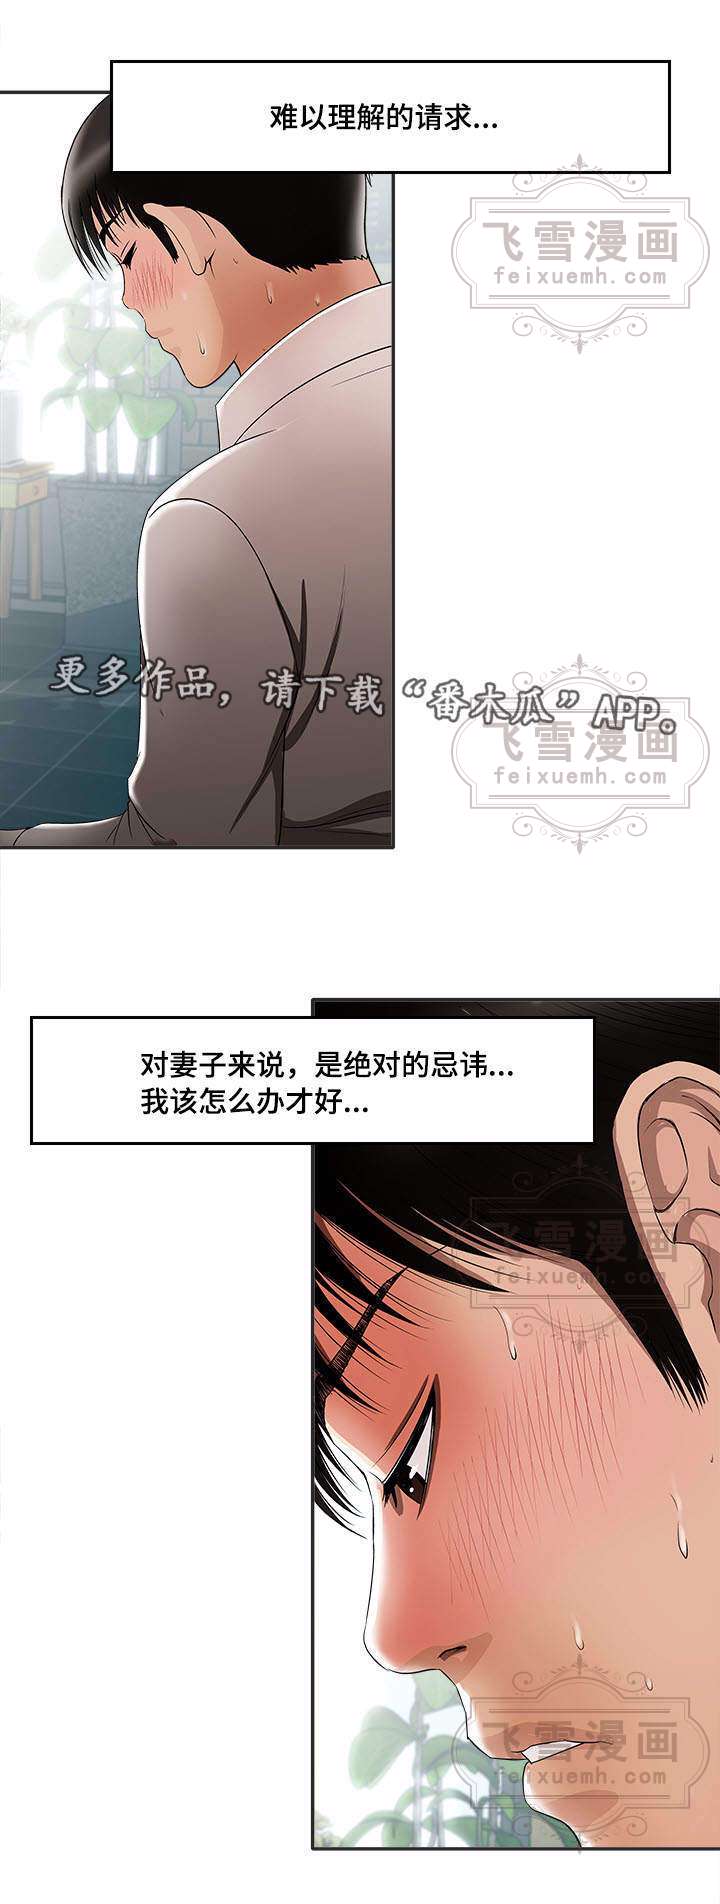 难以理解的请求...
飞雪漫画
feixuemh.com
更多作品，请下载“番木瓜”APP。
飞雪漫画
feixuemh.com
对妻子来说，是绝对的忌讳...
我该怎么办才好...
飞雪漫画
feixuemh.com
飞雪漫画
feixuemh.com